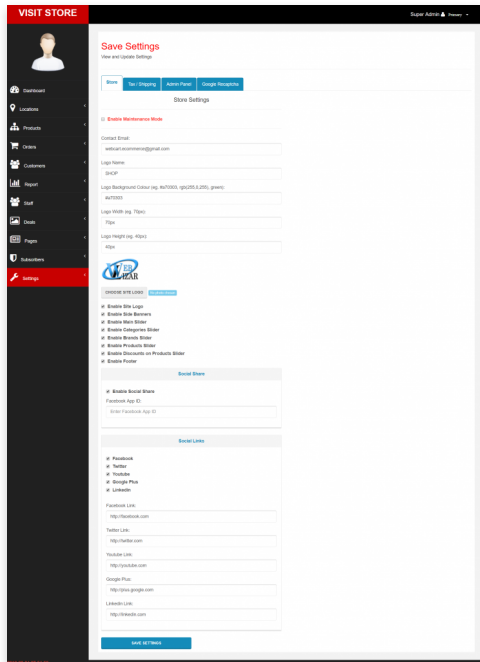 VISIT STORE
Super Admin
Dashboard
Locations
Products
Orders
Customers
Report
Staff
Deals
Pages
Subscribers
Settings
Save Settings
View and Update Settings
Store
Tax / Shipping
Admin Panel
Google Recaptcha
Store Settings
Enable Maintenance Mode
Contact Email:
webcart.ecommerce@gmail.com
Logo Name:
SHOP
Logo Background Colour (eg. #a70303, rgb(255,0,255), green):
#a70303
Logo Width (eg. 70px):
70px
Logo Height (eg. 40px):
40px
CHOOSE SITE LOGO
Enable Site Logo
Enable Side Banners
Enable Main Slider
Enable Categories Slider
Enable Brands Slider
Enable Products Slider
Enable Discounts on Products Slider
Enable Footer
Social Share
Enable Social Share
Facebook App ID:
Enter Facebook App ID
Social Links
Facebook
Twitter
Youtube
Google Plus
Linkedin
Facebook Link:
http://facebook.com
Twitter Link:
http://twitter.com
Youtube Link:
http://youtube.com
Google Plus:
http://plus.google.com
Linkedin Link:
http://linkedin.com
SAVE SETTINGS